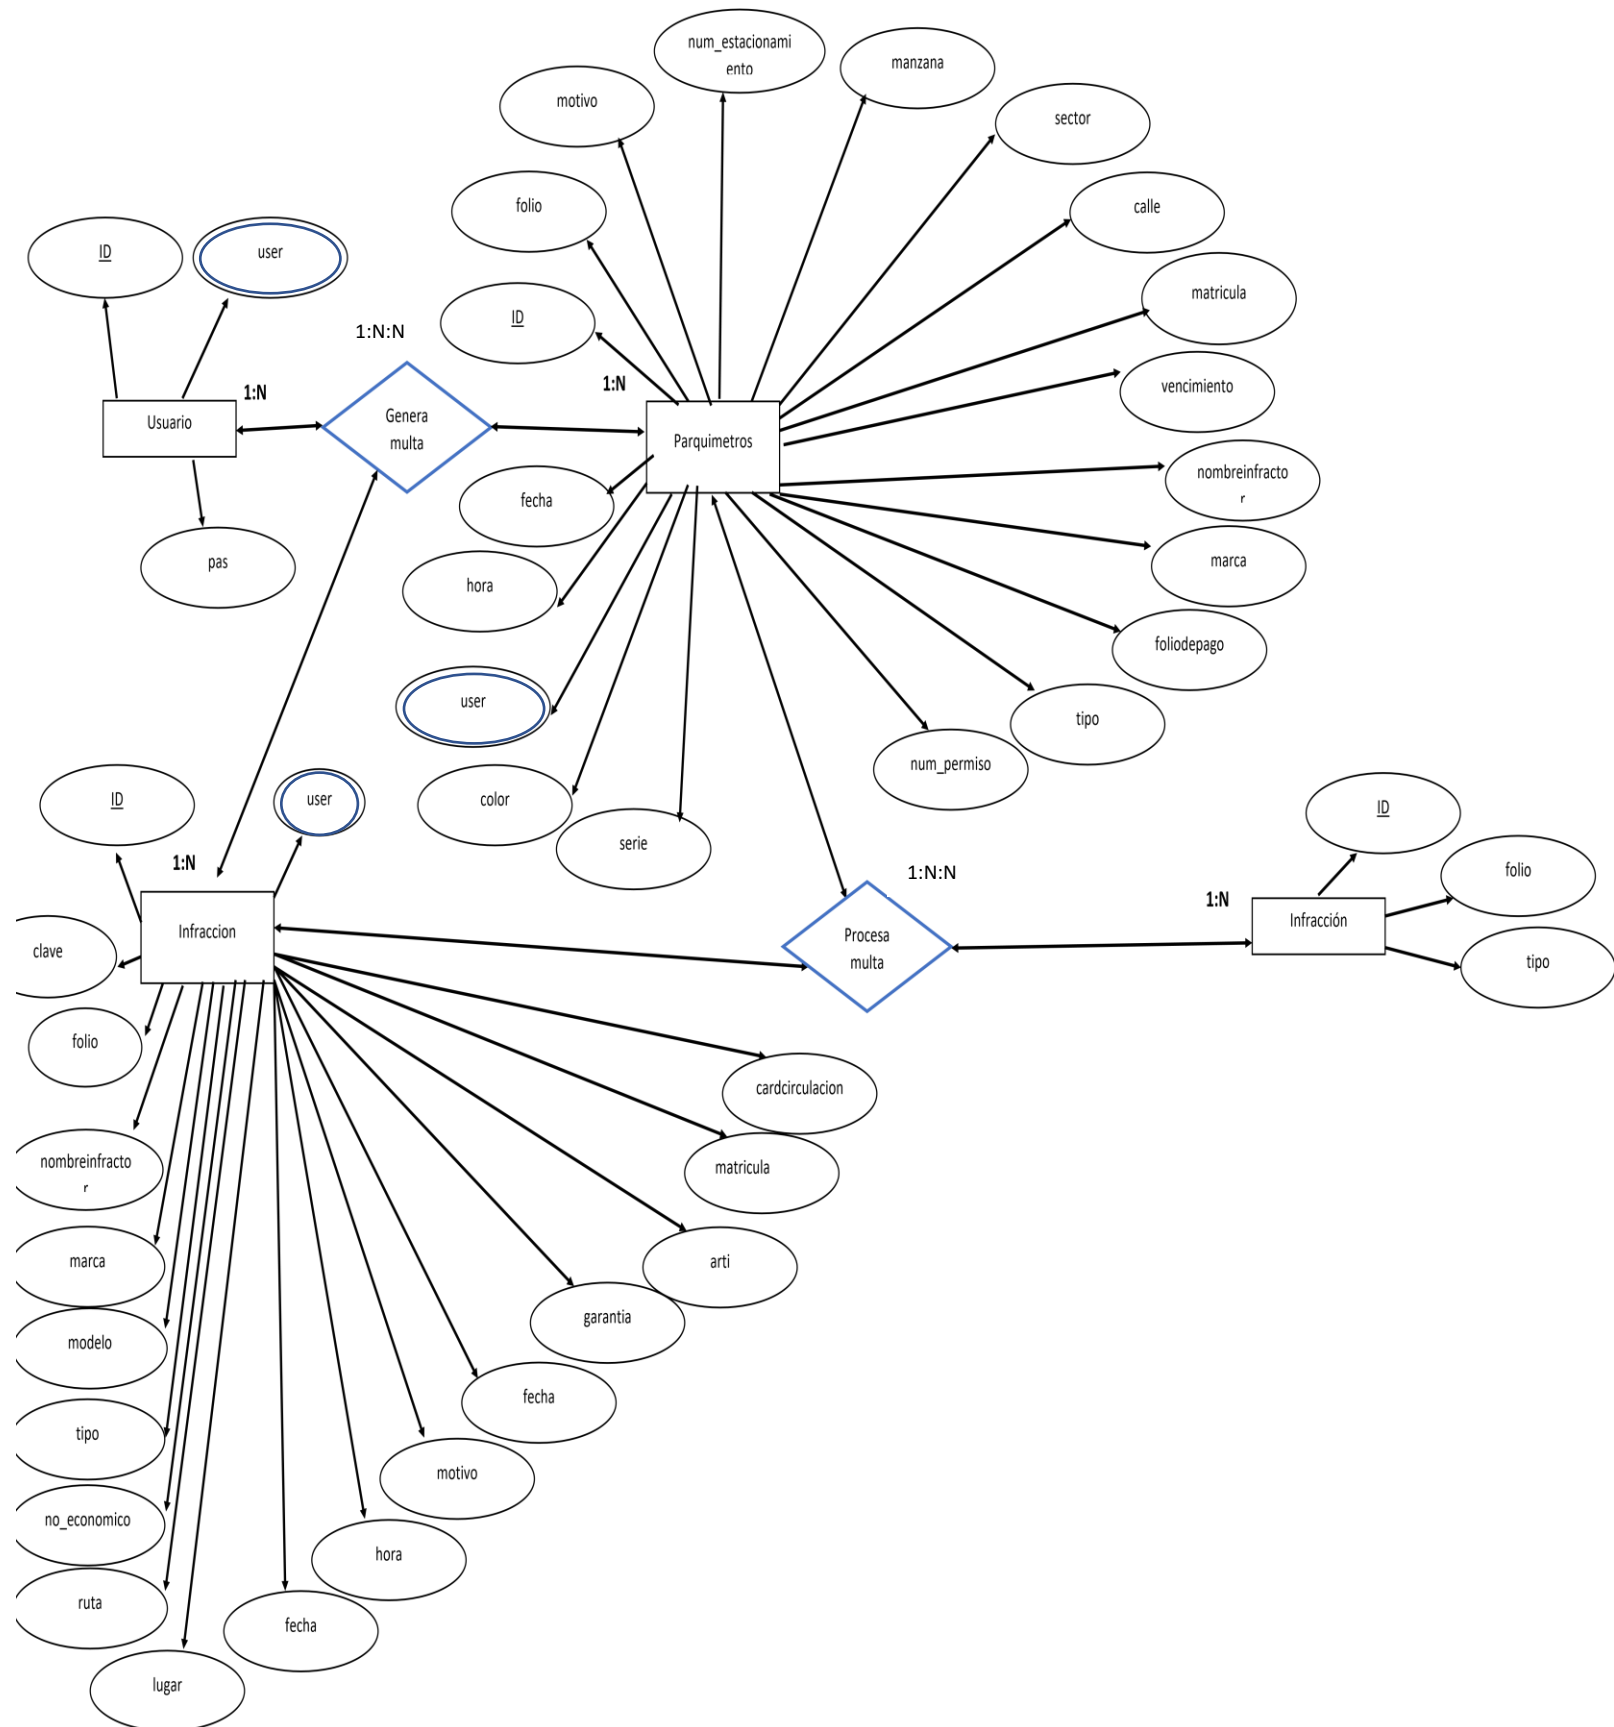 num_estacionami
ento
manzana
motivo
sector
folio
calle
ID
user
matricula
ID
1:N:N
vencimiento
1:N
1:N
Usuario
Genera
multa
Parquimetros
nombreinfracto
r
fecha
marca
pas
hora
foliodepago
user
tipo
num_permiso
ID
user
color
serie
ID
1:N
1:N:N
folio
1:N
Infraccion
Procesa
multa
Infracción
clave
tipo
folio
cardcirculacion
nombreinfracto
r
matricula
marca
arti
garantia
modelo
fecha
tipo
motivo
no_economico
hora
ruta
fecha
lugar